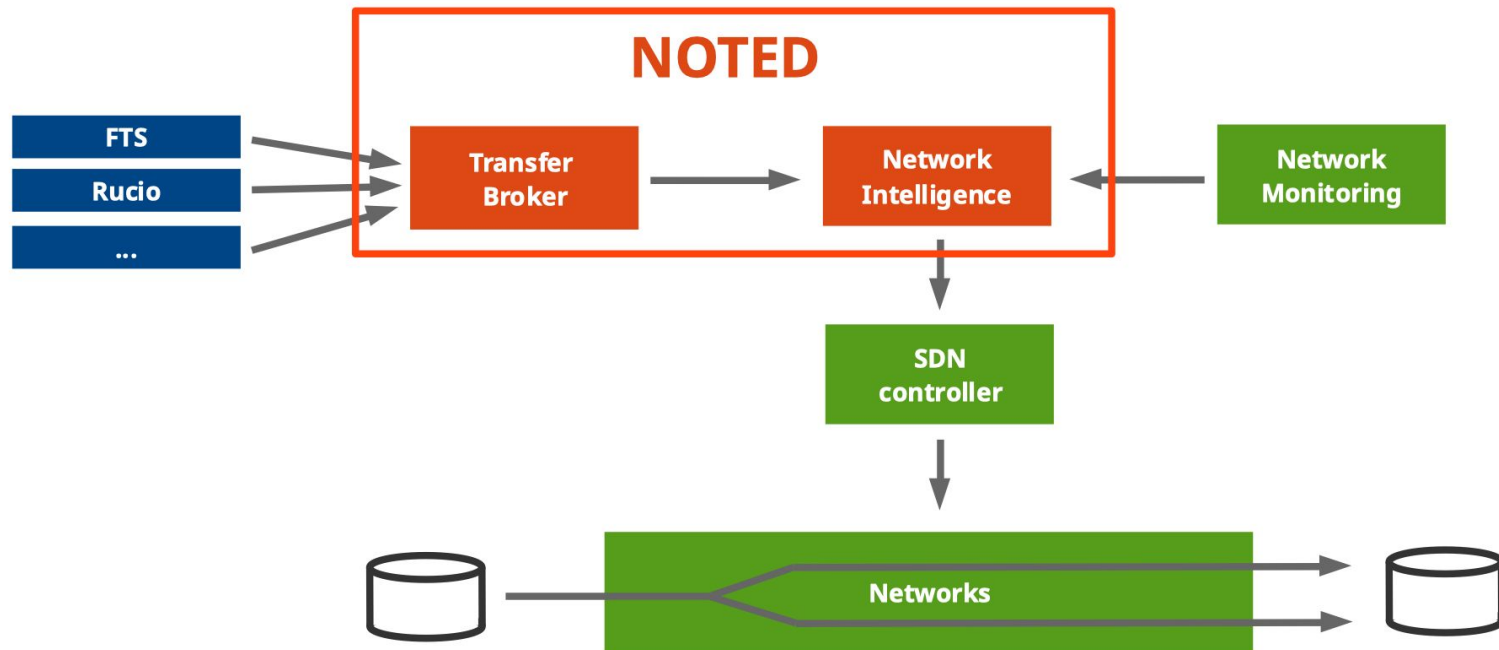 NOTED
FTS
Rucio
...
Transfer
Broker
Network
Intelligence
Network
Monitoring
SDN
controller
Networks